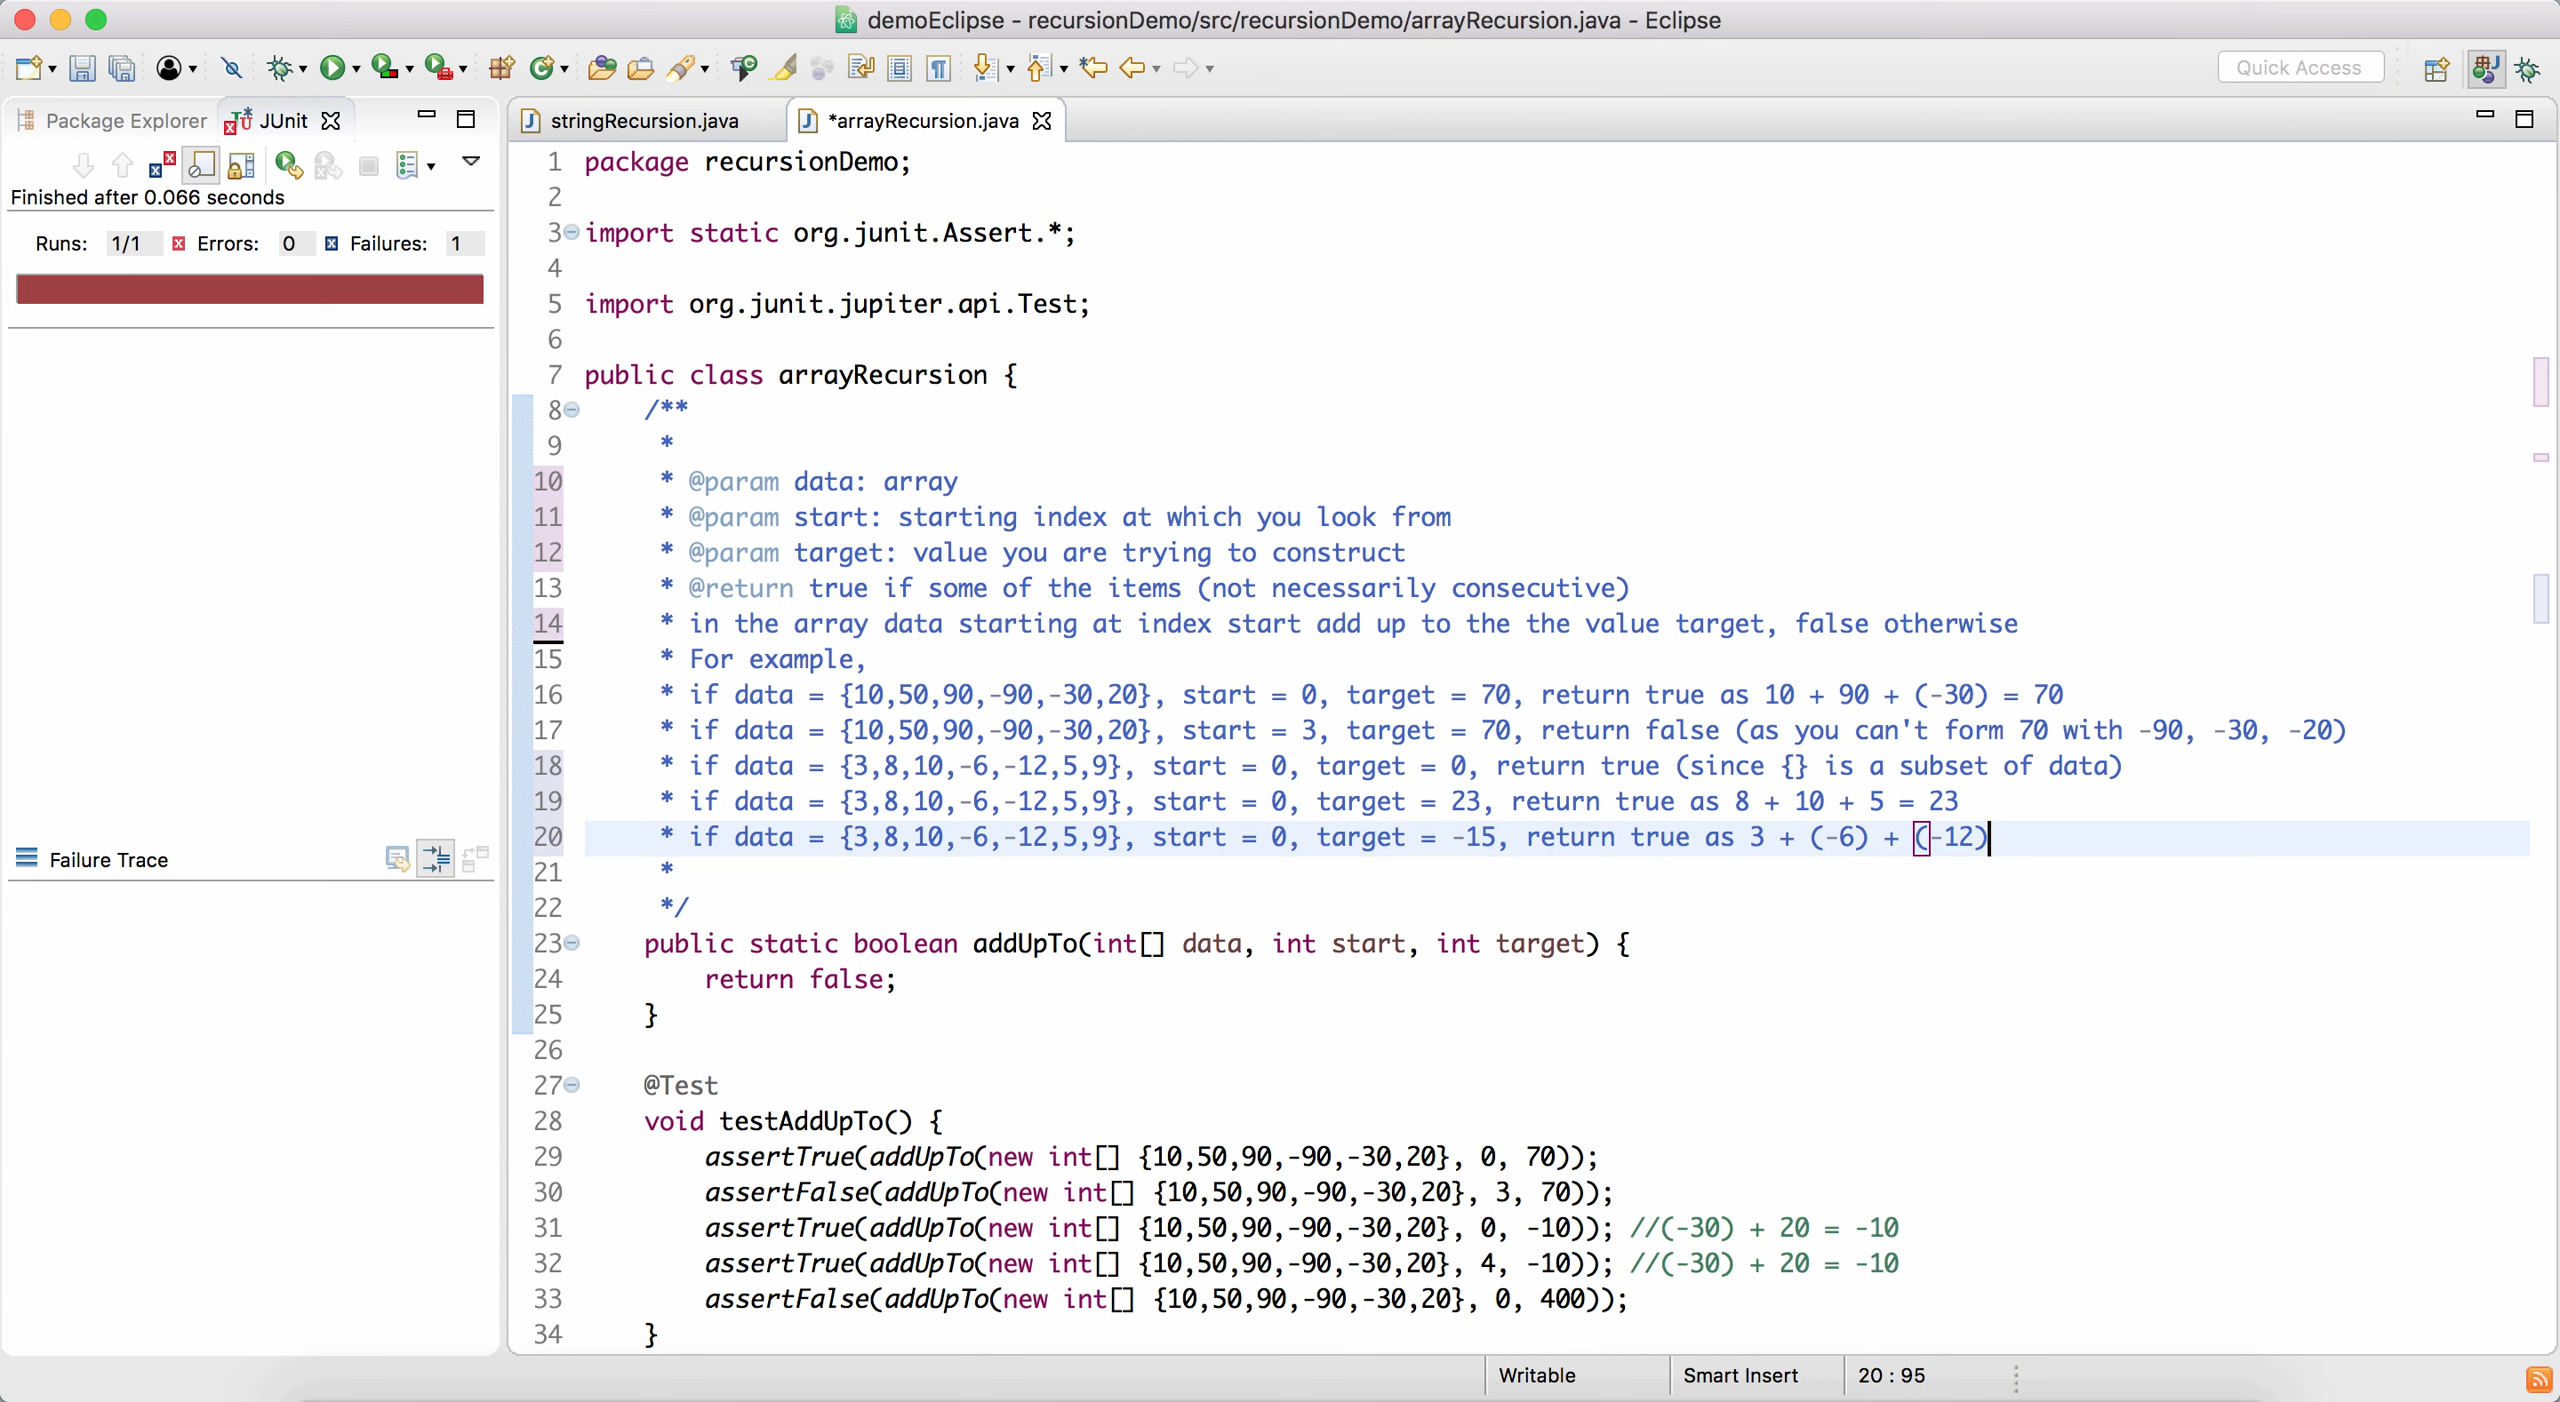 demoEclipse - recursionDemo/src/recursionDemo/arrayRecursion.java - Eclipse
Quick Access
Package Explorer
JUnit
Finished after 0.066 seconds
Runs: 1/1 Errors: 0 Failures: 1
Failure Trace
stringRecursion.java
*arrayRecursion.java
1 package recursionDemo;
2
3 import static org.junit.Assert.*;
4
5 import org.junit.jupiter.api.Test;
6
7 public class arrayRecursion {
8 /**
9 *
10 * @param data: array
11 * @param start: starting index at which you look from
12 * @param target: value you are trying to construct
13 * @return true if some of the items (not necessarily consecutive)
14 * in the array data starting at index start add up to the the value target, false otherwise
15 * For example,
16 * if data = {10,50,90,-90,-30,20}, start = 0, target = 70, return true as 10 + 90 + (-30) = 70
17 * if data = {10,50,90,-90,-30,20}, start = 3, target = 70, return false (as you can't form 70 with -90, -30, -20)
18 * if data = {3,8,10,-6,-12,5,9}, start = 0, target = 0, return true (since {} is a subset of data)
19 * if data = {3,8,10,-6,-12,5,9}, start = 0, target = 23, return true as 8 + 10 + 5 = 23
20 * if data = {3,8,10,-6,-12,5,9}, start = 0, target = -15, return true as 3 + (-6) + (-12)
21 *
22 */
23 public static boolean addUpTo(int[] data, int start, int target) {
24 return false;
25 }
26
27 @Test
28 void testAddUpTo() {
29 assertTrue(addUpTo(new int[] {10,50,90,-90,-30,20}, 0, 70));
30 assertFalse(addUpTo(new int[] {10,50,90,-90,-30,20}, 3, 70));
31 assertTrue(addUpTo(new int[] {10,50,90,-90,-30,20}, 0, -10)); //(-30) + 20 = -10
32 assertTrue(addUpTo(new int[] {10,50,90,-90,-30,20}, 4, -10)); //(-30) + 20 = -10
33 assertFalse(addUpTo(new int[] {10,50,90,-90,-30,20}, 0, 400));
34 }
Writable
Smart Insert
20 : 95